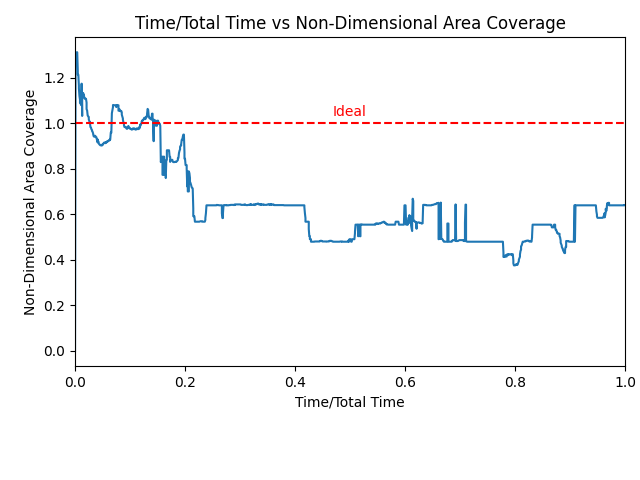 Time/Total Time vs Non-Dimensional Area Coverage
Non-Dimensional Area Coverage
1.2
1.0
0.8
0.6
0.4
0.2
0.0
Ideal
0.0 0.2 0.4 0.6 0.8 1.0
Time/Total Time